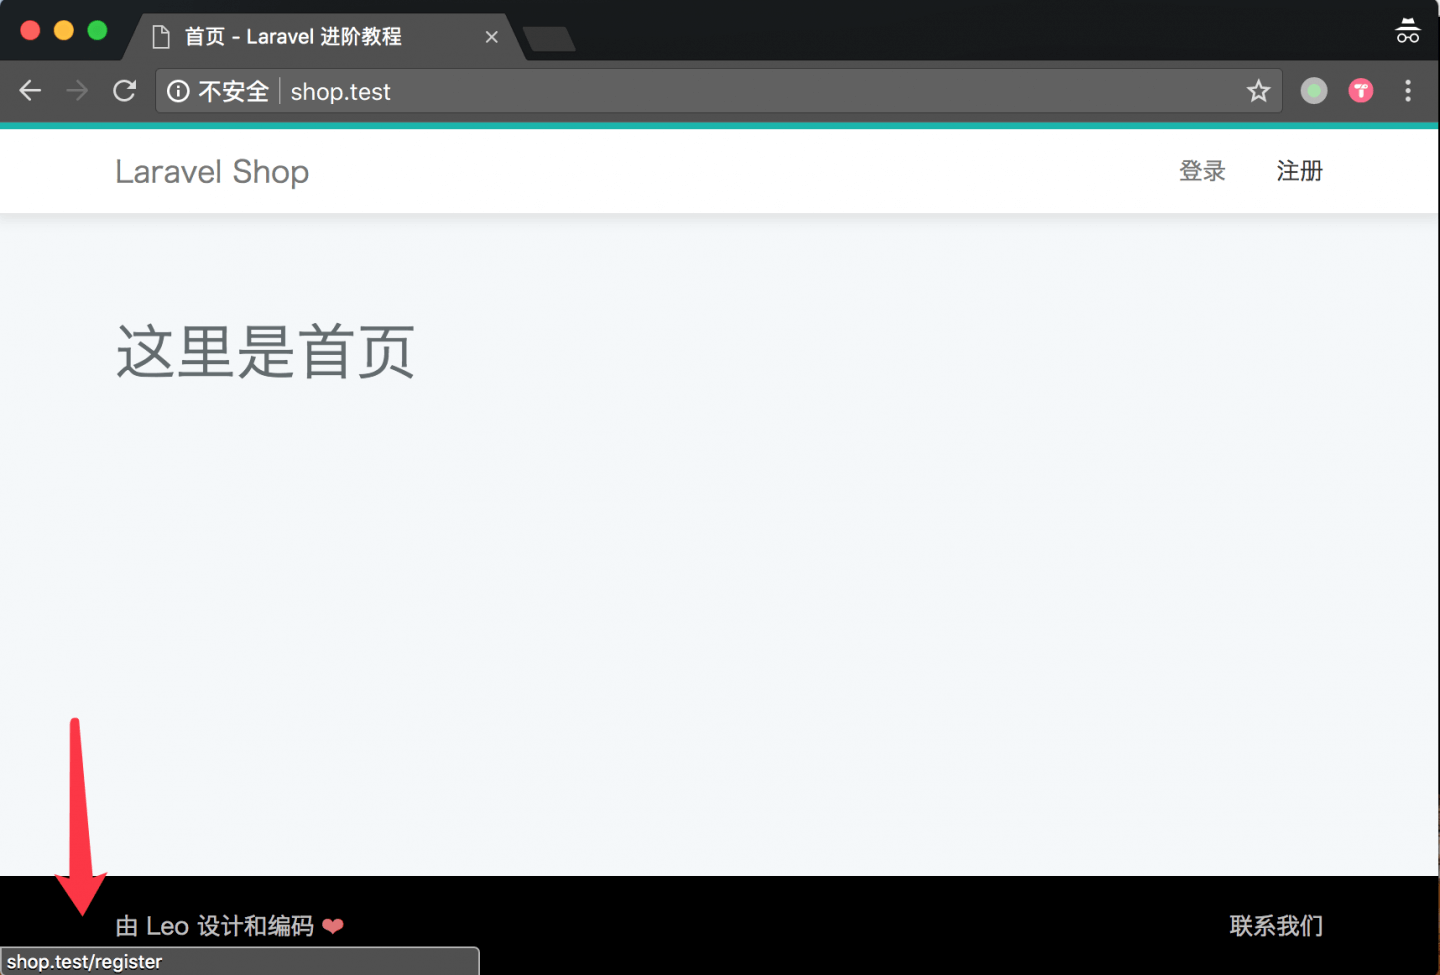 首页 - Laravel 进阶教程
不安全 shop.test
Laravel Shop 登录 注册
这里是首页
由 Leo 设计和编码 ❤ 联系我们
shop.test/register